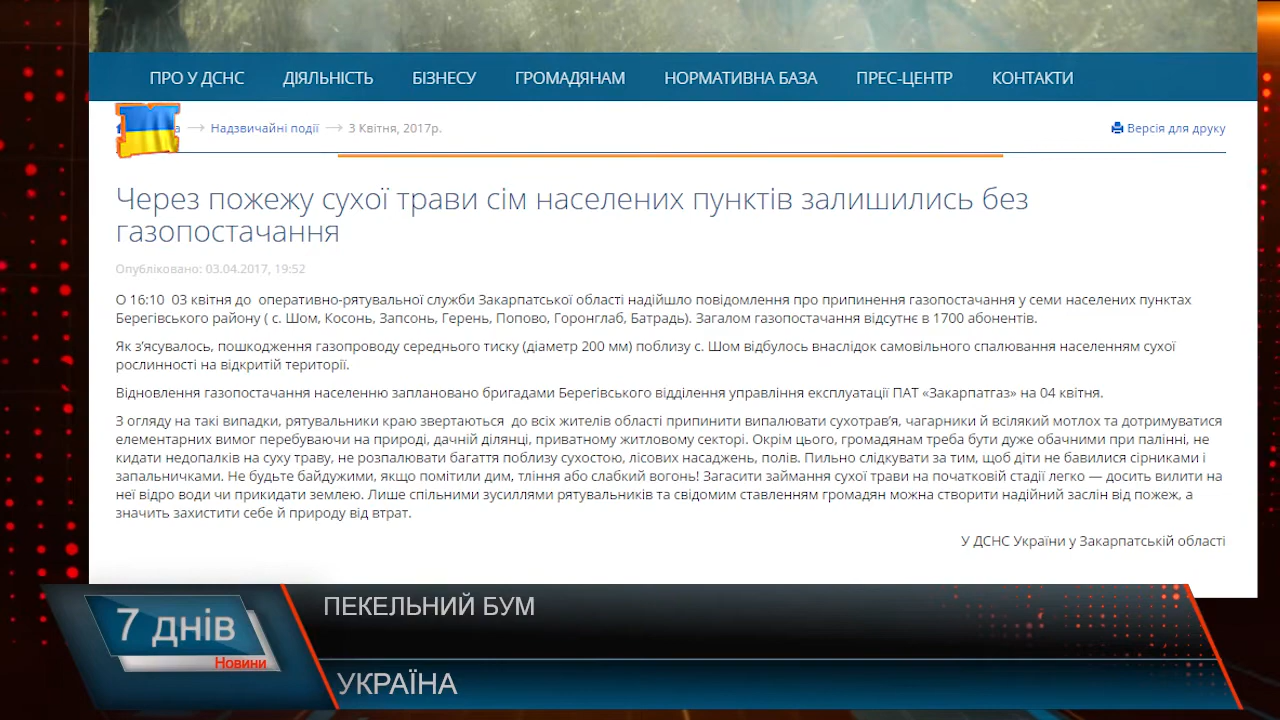 ПРО У ДСНС ДІЯЛЬНІСТЬ БІЗНЕСУ ГРОМАДЯНАМ НОРМАТИВНА БАЗА ПРЕС-ЦЕНТР КОНТАКТИ
Надзвичайні події → 3 Квітня, 2017р. Версія для друку
Через пожежу сухої трави сім населених пунктів залишились без
газопостачання
Опубліковано: 03.04.2017, 19:52
О 16:10 03 квітня до оперативно-рятувальної служби Закарпатської області надійшло повідомлення про припинення газопостачання у семи населених пунктах
Берегівського району ( с. Шом, Косонь, Запсонь, Герень, Попово, Горонглаб, Батрадь). Загалом газопостачання відсутнє в 1700 абонентів.
Як з’ясувалось, пошкодження газопроводу середнього тиску (діаметр 200 мм) поблизу с. Шом відбулось внаслідок самовільного спалювання населенням сухої
рослинності на відкритій території.
Відновлення газопостачання населенню заплановано бригадами Берегівського відділення управління експлуатації ПАТ «Закарпатгаз» на 04 квітня.
З огляду на такі випадки, рятувальники краю звертаються до всіх жителів області припинити випалювати сухотрав’я, чагарники й всілякий мотлох та дотримуватися
елементарних вимог перебуваючи на природі, дачній ділянці, приватному житловому секторі. Окрім цього, громадянам треба бути дуже обачними при палінні, не
кидати недопалків на суху траву, не розпалювати багаття поблизу сухостою, лісових насаджень, полів. Пильно слідкувати за тим, щоб діти не бавилися сірниками і
запальничками. Не будьте байдужими, якщо помітили дим, тління або слабкий вогонь! Загасити займання сухої трави на початковій стадії легко — досить вилити на
неї відро води чи прикидати землею. Лише спільними зусиллями рятувальників та свідомим ставленням громадян можна створити надійний заслін від пожеж, а
значить захистити себе й природу від втрат.
У ДСНС України у Закарпатській області
7 днів
Новини
ПЕКЕЛЬНИЙ БУМ
УКРАЇНА